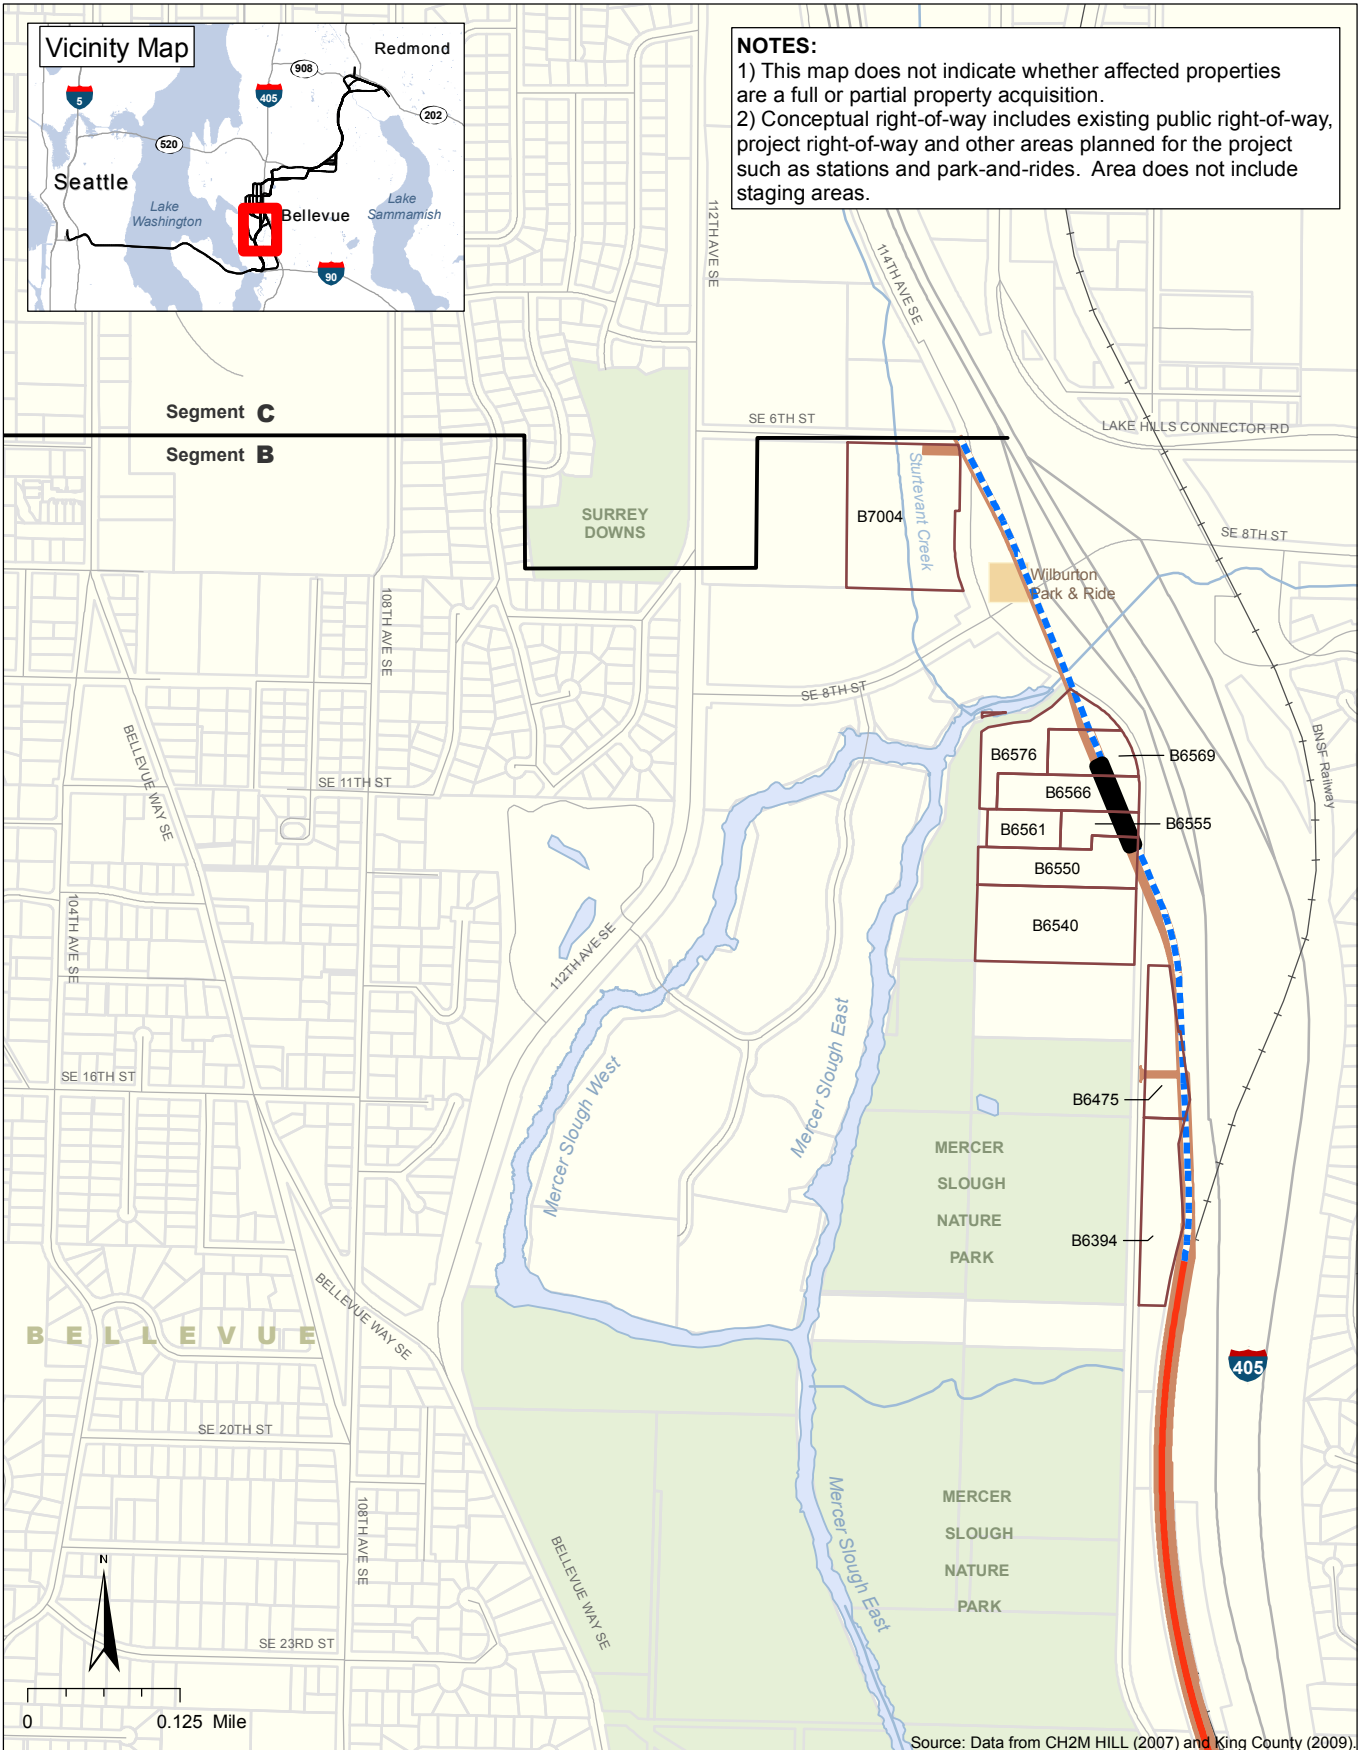 Vicinity Map
Redmond
908
5
405
202
520
Seattle
Lake
Washington
Bellevue
Lake
Sammamish
90
NOTES:
1) This map does not indicate whether affected properties
are a full or partial property acquisition.
2) Conceptual right-of-way includes existing public right-of-way,
project right-of-way and other areas planned for the project
such as stations and park-and-rides.  Area does not include
staging areas.
112TH AVE SE
114TH AVE SE
Segment C
Segment B
SE 6TH ST
LAKE HILLS CONNECTOR RD
SURREY
DOWNS
B7004
Sturtevant Creek
SE 8TH ST
Wilburton
Park & Ride
108TH AVE SE
SE 8TH ST
BELLEVUE WAY SE
BNSF Railway
B6576
B6569
SE 11TH ST
B6566
B6561
B6555
B6550
104TH AVE SE
B6540
112TH AVE SE
Mercer Slough West
Mercer Slough East
SE 16TH ST
B6475
MERCER
SLOUGH
NATURE
PARK
B6394
BELLEVUE WAY SE
BELLEVUE
405
SE 20TH ST
108TH AVE SE
Mercer Slough East
MERCER
SLOUGH
NATURE
PARK
BELLEVUE WAY SE
N
SE 23RD ST
0
0.125 Mile
Source: Data from CH2M HILL (2007) and King County (2009).